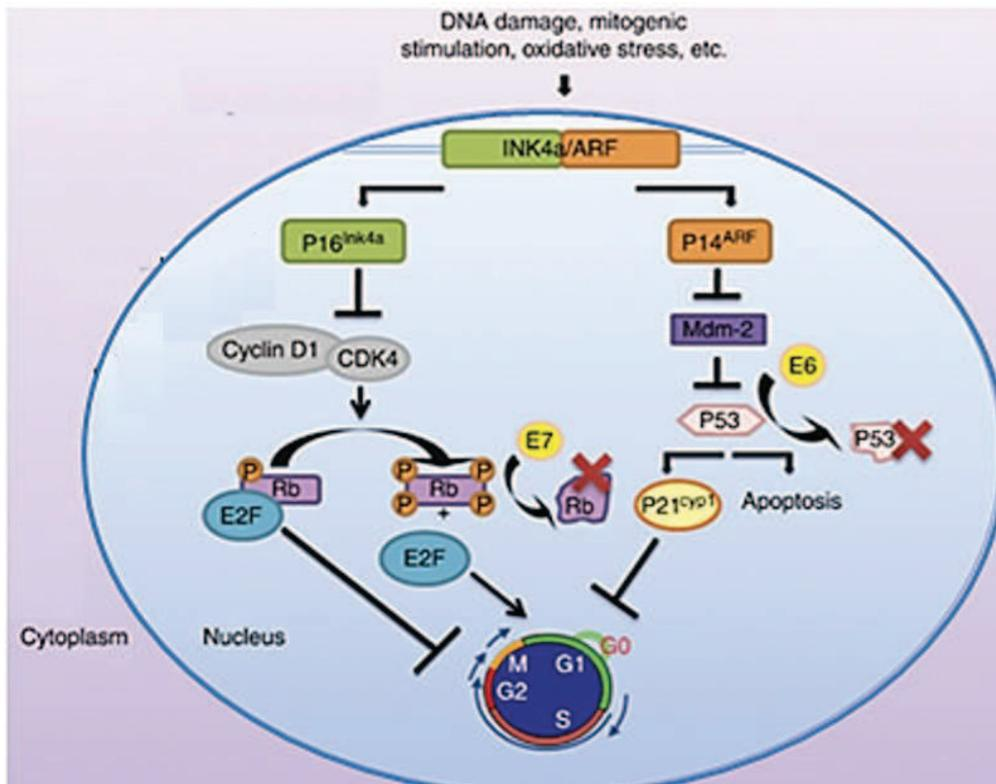 DNA damage, mitogenic
stimulation, oxidative stress, etc.
INK4a/ARF
P16Ink4a
P14ARF
Mdm-2
Cyclin D1
CDK4
E6
P53
P53
E7
P
Rb
P
P
Rb
P
P
+
Rb
P21cyp1
Apoptosis
E2F
E2F
Cytoplasm
Nucleus
G0
M
G1
G2
S